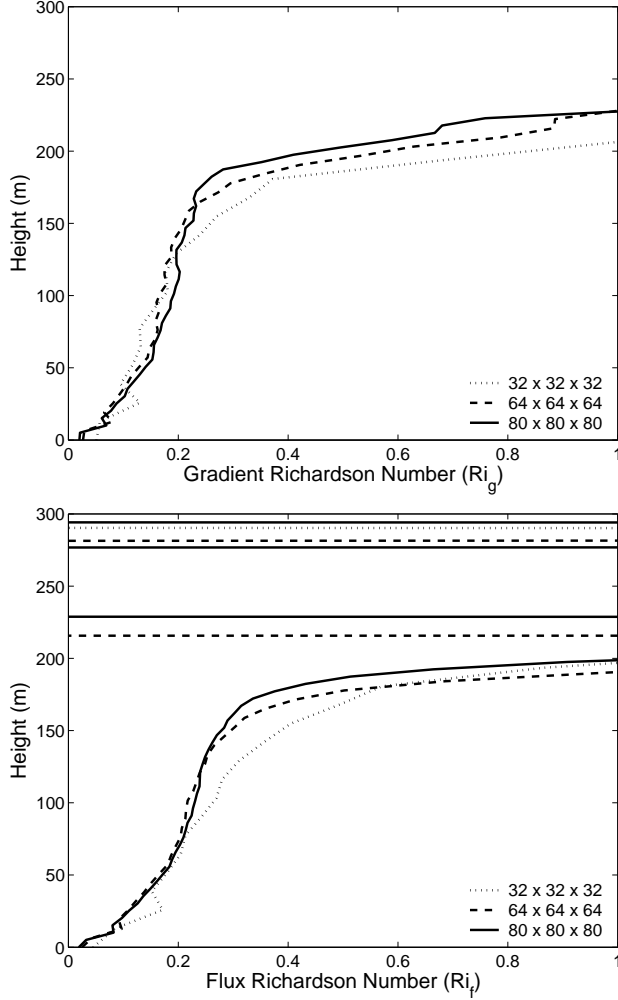 300
250
200
150
100
50
0
Height (m)
32 x 32 x 32
64 x 64 x 64
80 x 80 x 80
0 0.2 0.4 0.6 0.8 1
Gradient Richardson Number (Ri_g)
300
250
200
150
100
50
0
Height (m)
32 x 32 x 32
64 x 64 x 64
80 x 80 x 80
0 0.2 0.4 0.6 0.8 1
Flux Richardson Number (Ri_f)